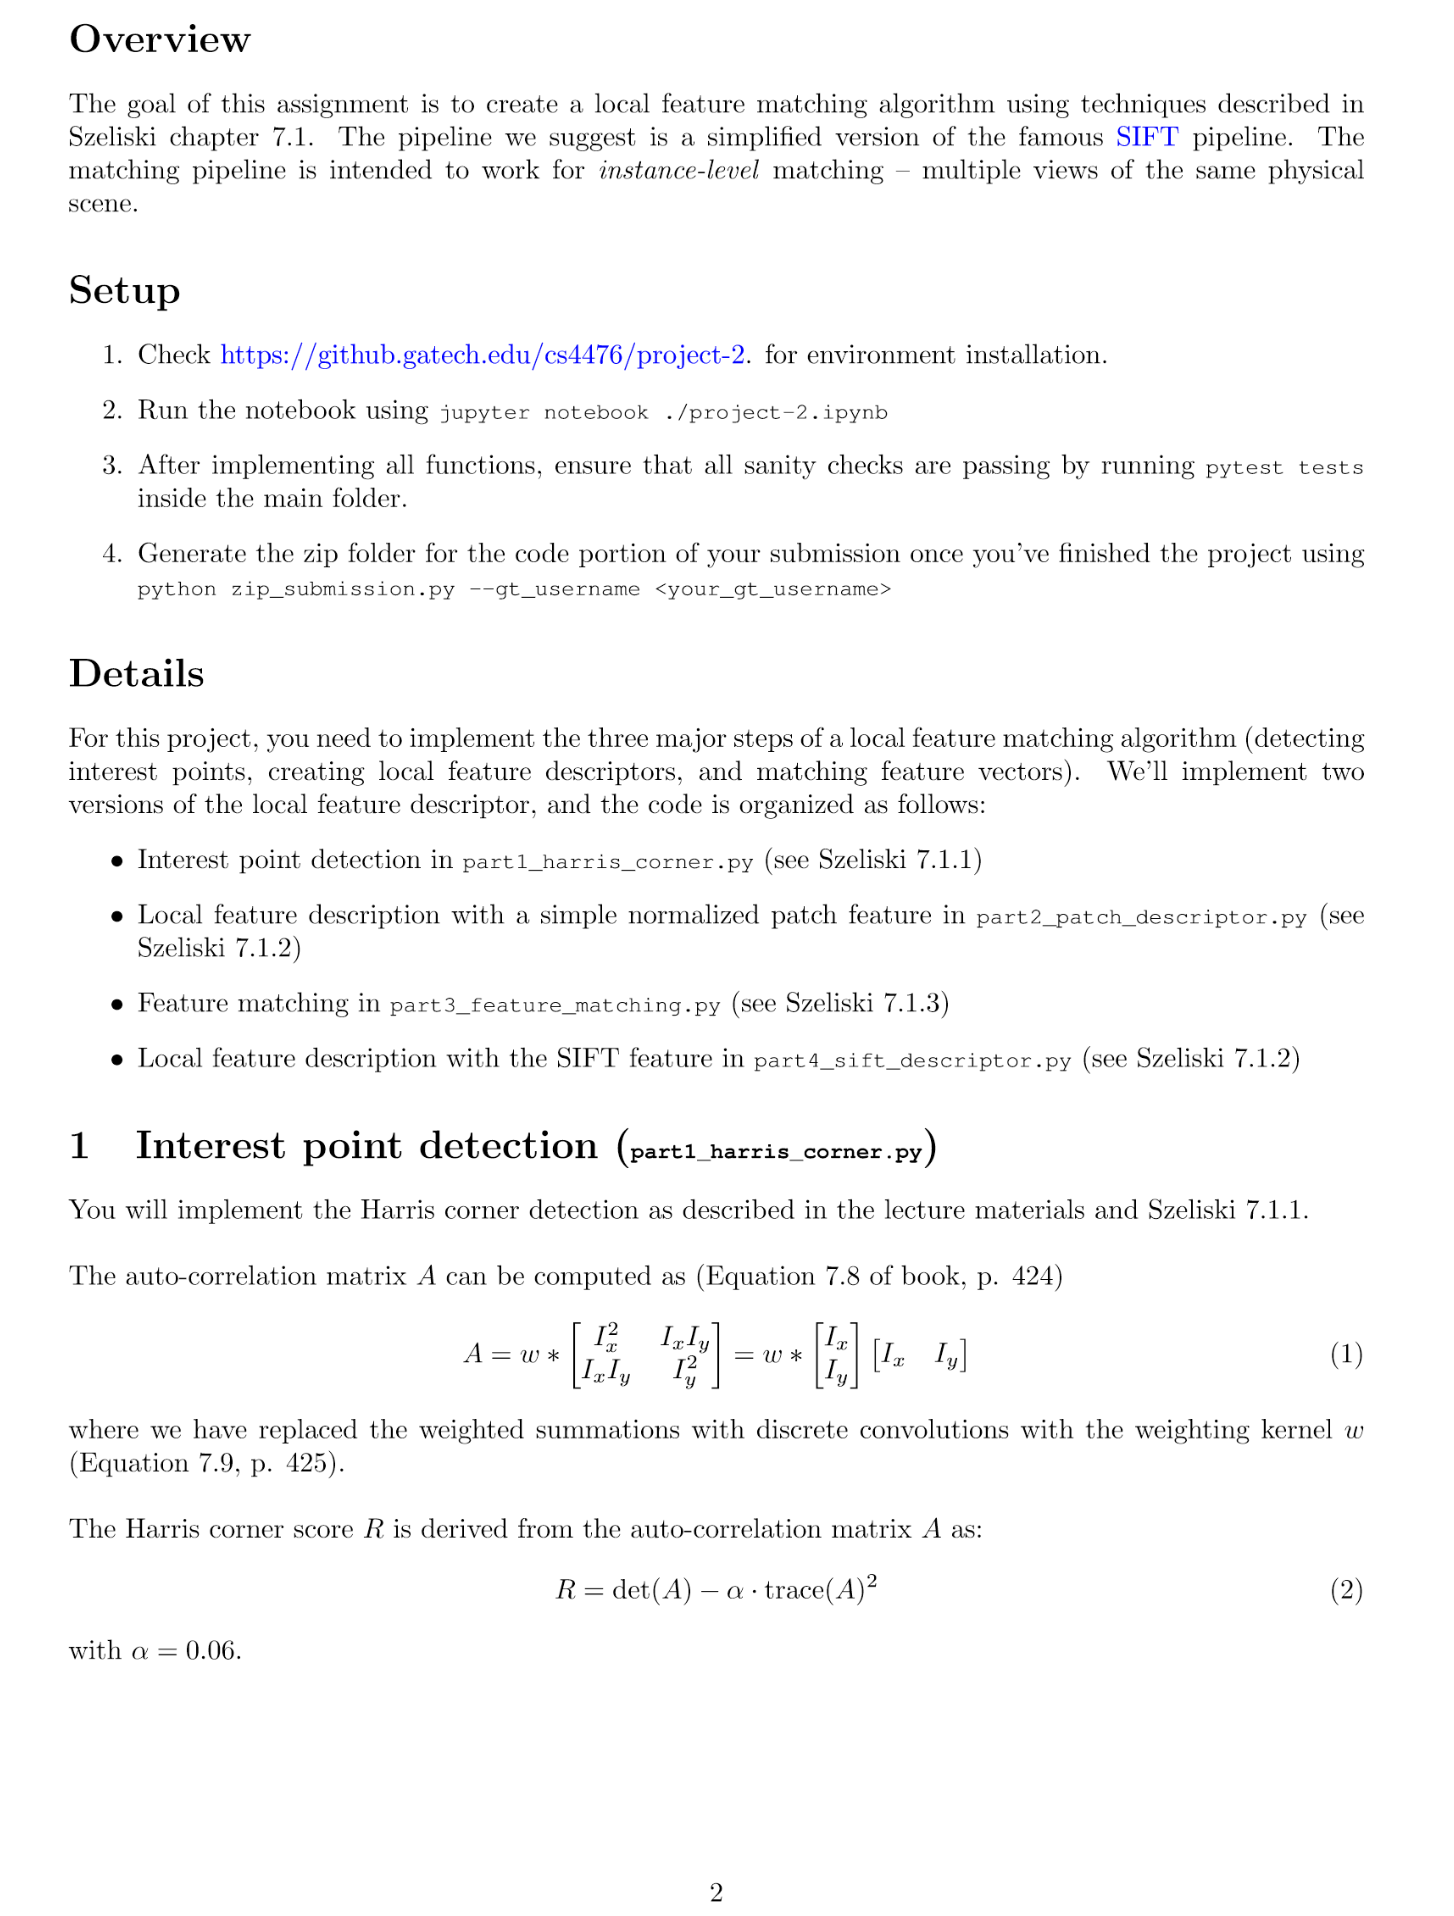 Overview
The goal of this assignment is to create a local feature matching algorithm using techniques described in
Szeliski chapter 7.1. The pipeline we suggest is a simplified version of the famous SIFT pipeline. The
matching pipeline is intended to work for instance-level matching – multiple views of the same physical
scene.
Setup
1. Check https://github.gatech.edu/cs4476/project-2. for environment installation.
2. Run the notebook using jupyter notebook ./project-2.ipynb
3. After implementing all functions, ensure that all sanity checks are passing by running pytest tests
inside the main folder.
4. Generate the zip folder for the code portion of your submission once you've finished the project using
python zip_submission.py --gt_username <your_gt_username>
Details
For this project, you need to implement the three major steps of a local feature matching algorithm (detecting
interest points, creating local feature descriptors, and matching feature vectors). We'll implement two
versions of the local feature descriptor, and the code is organized as follows:
• Interest point detection in part1_harris_corner.py (see Szeliski 7.1.1)
• Local feature description with a simple normalized patch feature in part2_patch_descriptor.py (see
Szeliski 7.1.2)
• Feature matching in part3_feature_matching.py (see Szeliski 7.1.3)
• Local feature description with the SIFT feature in part4_sift_descriptor.py (see Szeliski 7.1.2)
1 Interest point detection (part1_harris_corner.py)
You will implement the Harris corner detection as described in the lecture materials and Szeliski 7.1.1.
The auto-correlation matrix A can be computed as (Equation 7.8 of book, p. 424)
A = w ∗ [I_x^2 I_xI_y; I_xI_y I_y^2] = w ∗ [I_x; I_y] [I_x I_y] (1)
where we have replaced the weighted summations with discrete convolutions with the weighting kernel w
(Equation 7.9, p. 425).
The Harris corner score R is derived from the auto-correlation matrix A as:
R = det(A) − α · trace(A)² (2)
with α = 0.06.
2